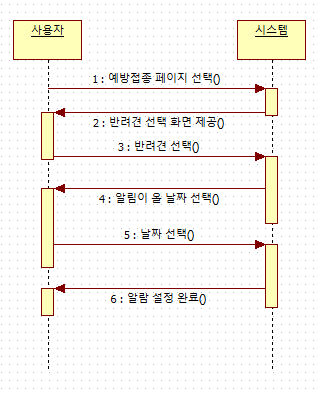 사용자
시스템
1 : 예방접종 페이지 선택()
2 : 반려견 선택 화면 제공()
3 : 반려견 선택()
4 : 알림이 올 날짜 선택()
5 : 날짜 선택()
6 : 알람 설정 완료()